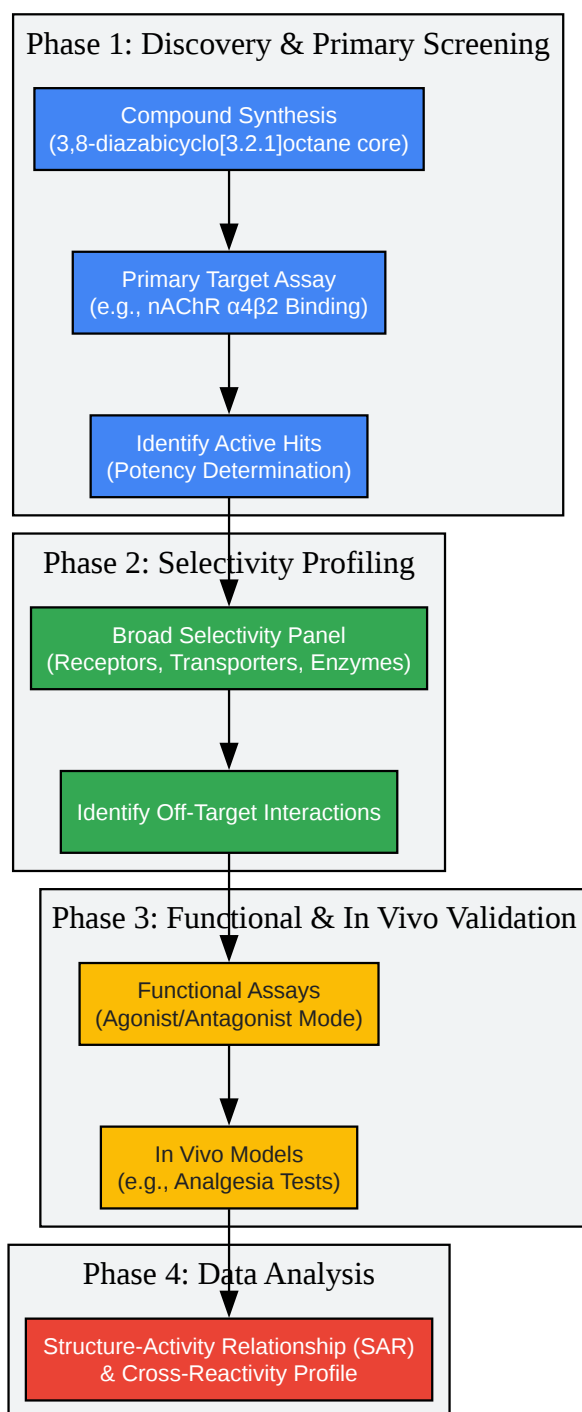 Phase 1: Discovery & Primary Screening
Compound Synthesis
(3,8-diazabicyclo[3.2.1]octane core)
Primary Target Assay
(e.g., nAChR α4β2 Binding)
Identify Active Hits
(Potency Determination)
Phase 2: Selectivity Profiling
Broad Selectivity Panel
(Receptors, Transporters, Enzymes)
Identify Off-Target Interactions
Phase 3: Functional & In Vivo Validation
Functional Assays
(Agonist/Antagonist Mode)
In Vivo Models
(e.g., Analgesia Tests)
Phase 4: Data Analysis
Structure-Activity Relationship (SAR)
& Cross-Reactivity Profile